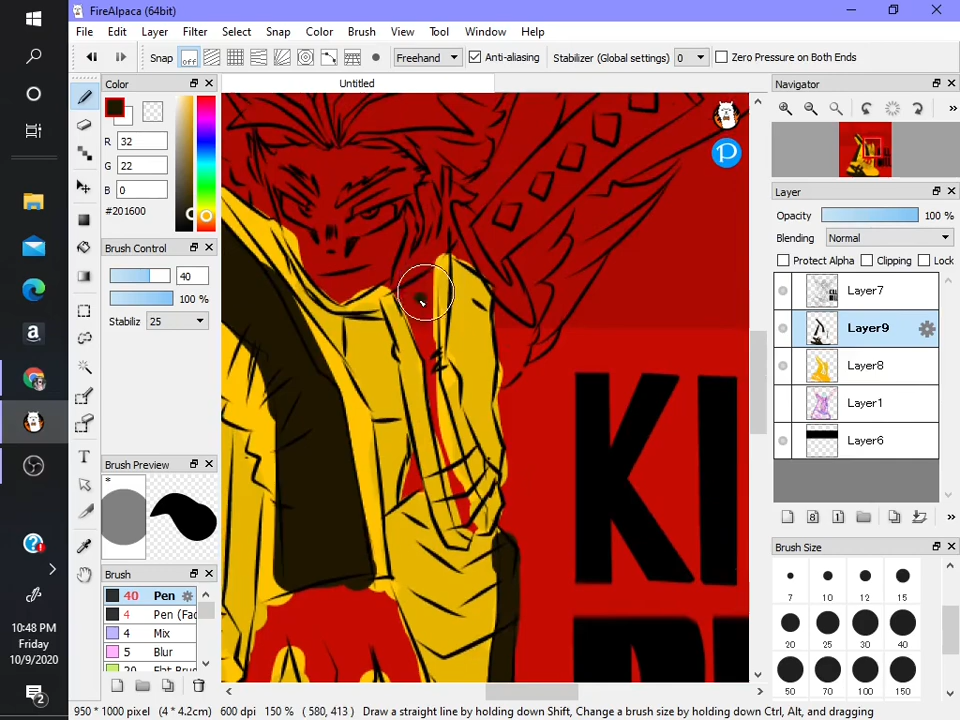 FireAlpaca (64bit)
File Edit Layer Filter Select Snap Color Brush View Tool Window Help
Snap off Freehand Anti-aliasing Stabilizer (Global settings) 0 Zero Pressure on Both Ends
Color
Untitled
Navigator
R 32
G 22
B 0
#201600
Layer
Opacity 100 %
Blending Normal
Protect Alpha Clipping Lock
Brush Control
40
100 %
Stabiliz 25
Layer7
Layer9
Layer8
Layer1
Layer6
Brush Preview
*
Brush
40 Pen
4 Pen (Fac
4 Mix
5 Blur
20 Flat Brus
8 1
Brush Size
7 10 12 15
20 25 30 40
50 70 100 150
KI
P
T
a
10:48 PM
Friday
10/9/2020
2
950 * 1000 pixel (4 * 4.2cm) 600 dpi 150 % ( 580, 413 ) Draw a straight line by holding down Shift, Change a brush size by holding down Ctrl, Alt, and dragging